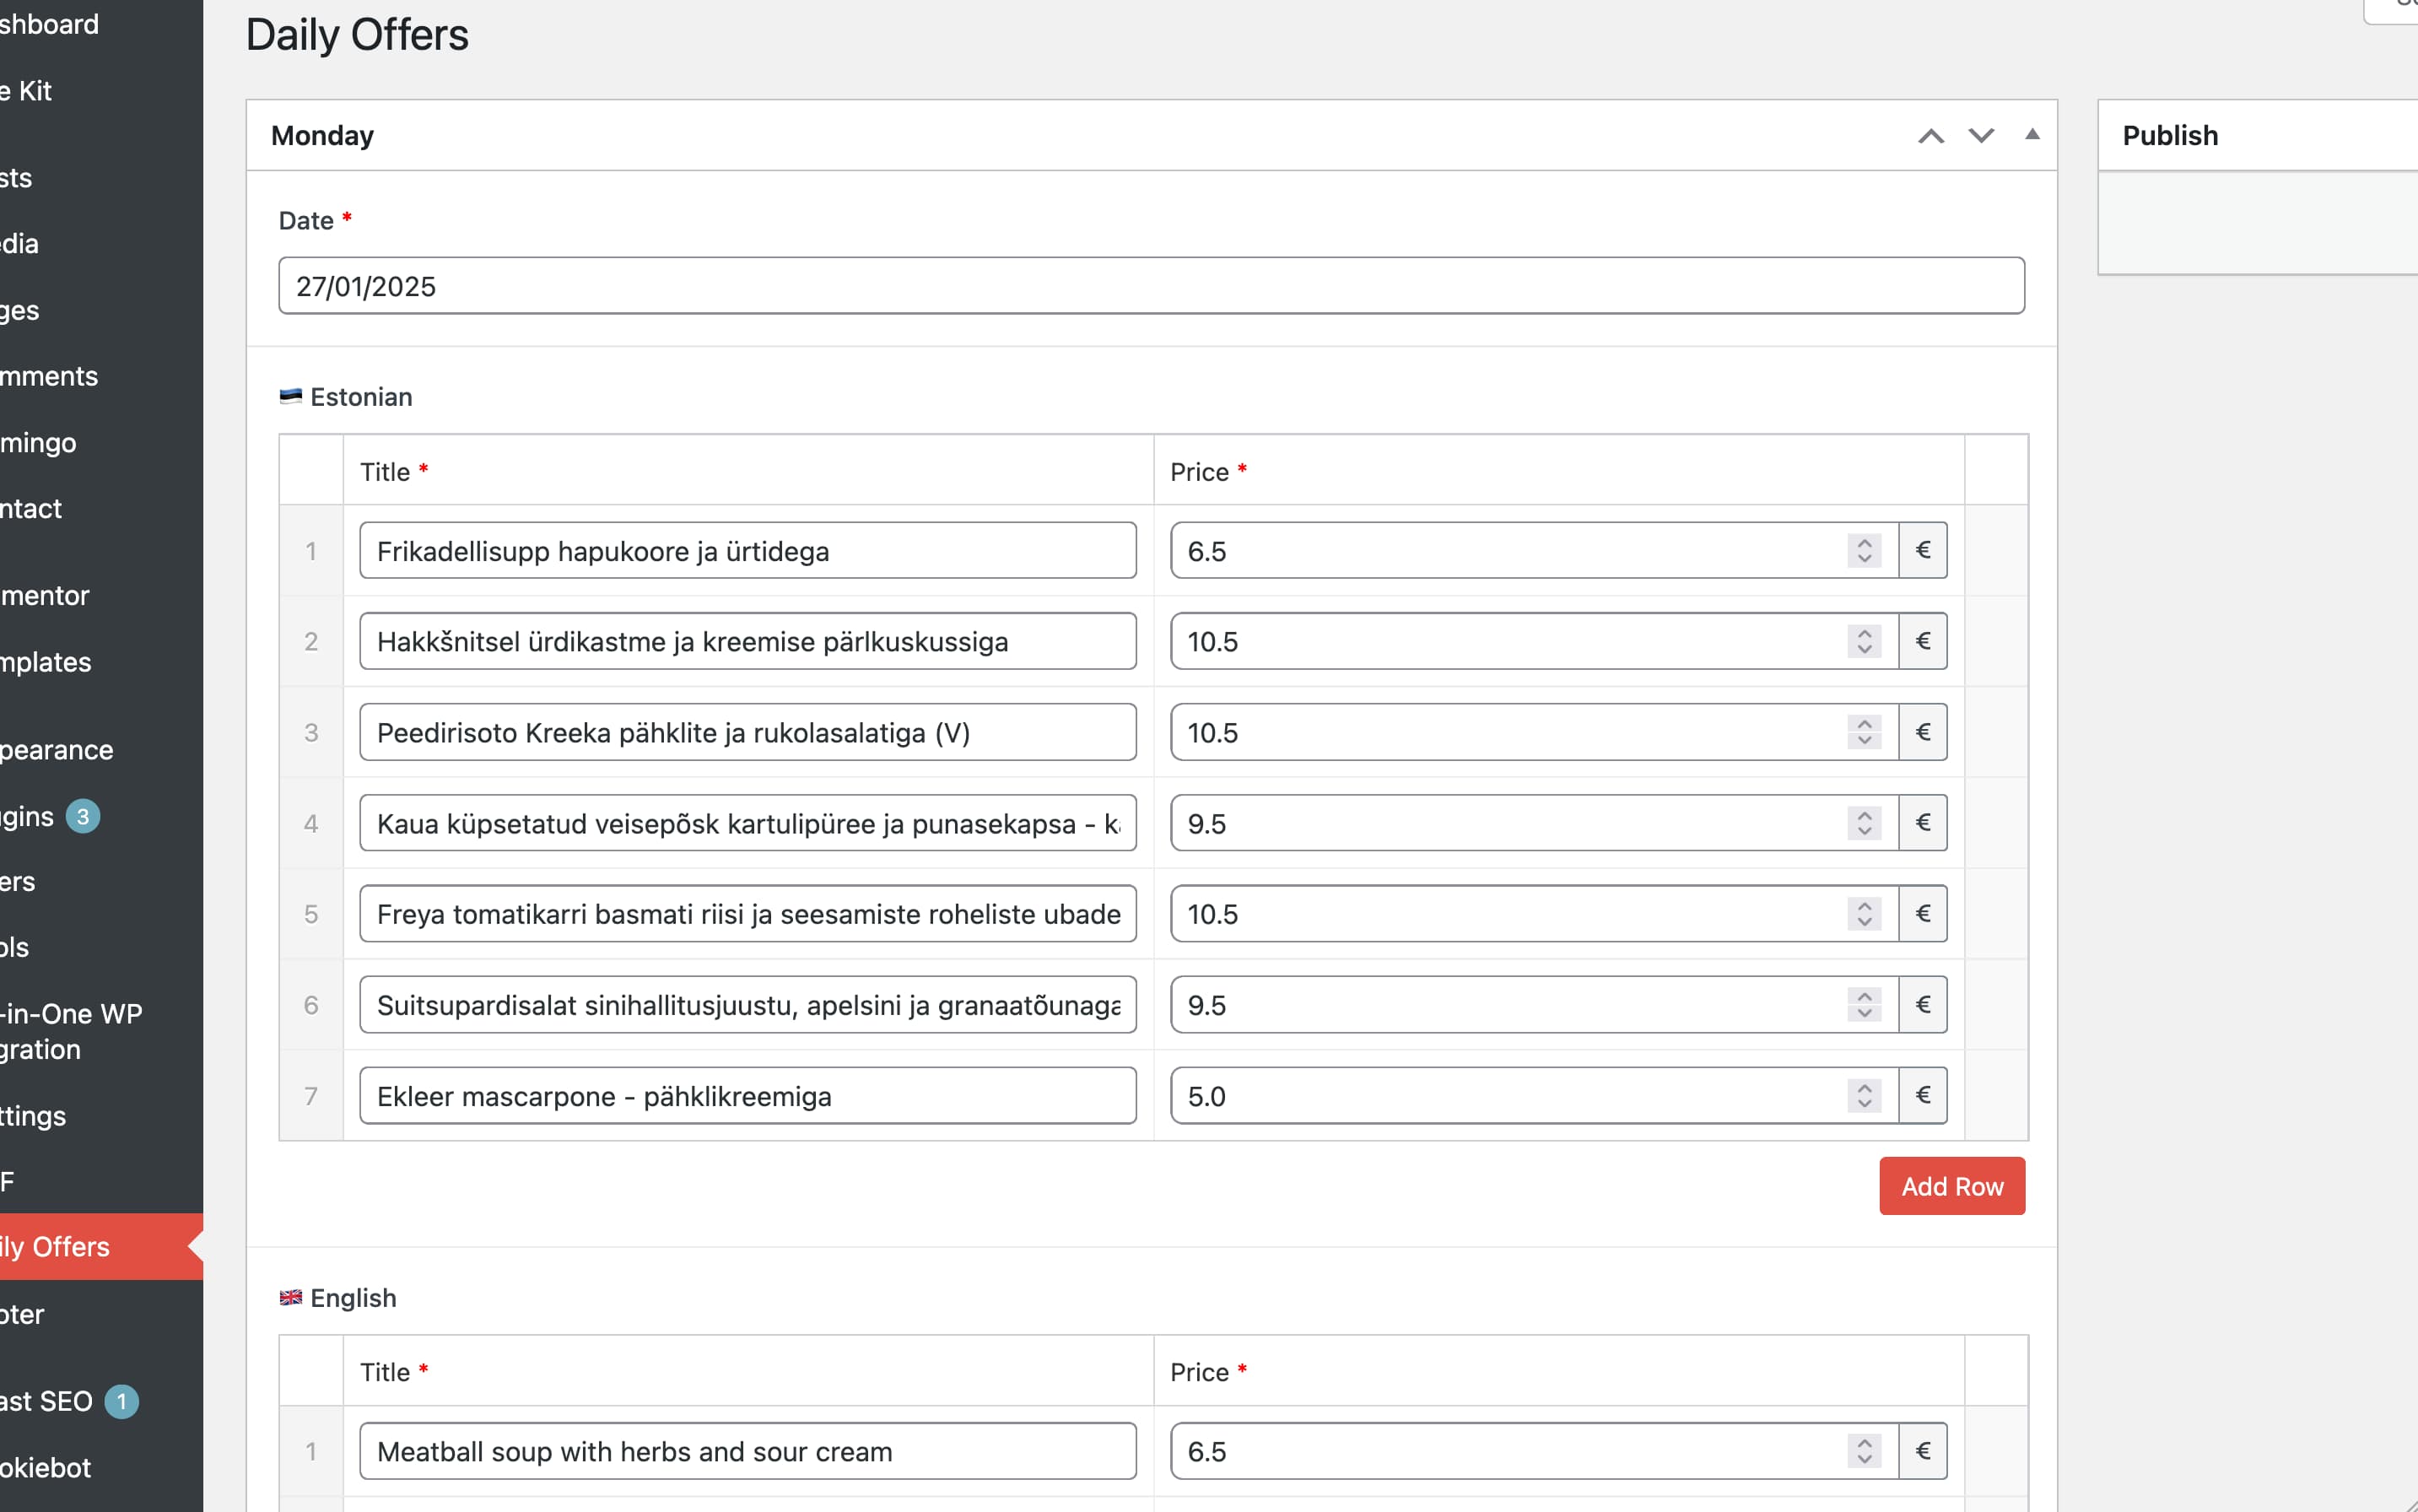 shboard
e Kit
sts
dia
ges
mments
mingo
ntact
mentor
mplates
pearance
gins 3
ers
ols
-in-One WP
gration
ttings
F
ily Offers
oter
ast SEO 1
okiebot
Daily Offers
Monday
Date *
27/01/2025
Estonian
Title * Price *
1 Frikadellisupp hapukoore ja ürtidega 6.5 €
2 Hakkšnitsel ürdikastme ja kreemise pärlkuskussiga 10.5 €
3 Peedirisoto Kreeka pähklite ja rukolasalatiga (V) 10.5 €
4 Kaua küpsetatud veisepõsk kartulipüree ja punasekapsa - k 9.5 €
5 Freya tomatikarri basmati riisi ja seesamiste roheliste ubade 10.5 €
6 Suitsupardisalat sinihallitusjuustu, apelsini ja granaatõunaga 9.5 €
7 Ekleer mascarpone - pähklikreemiga 5.0 €
Add Row
English
Title * Price *
1 Meatball soup with herbs and sour cream 6.5 €
Publish